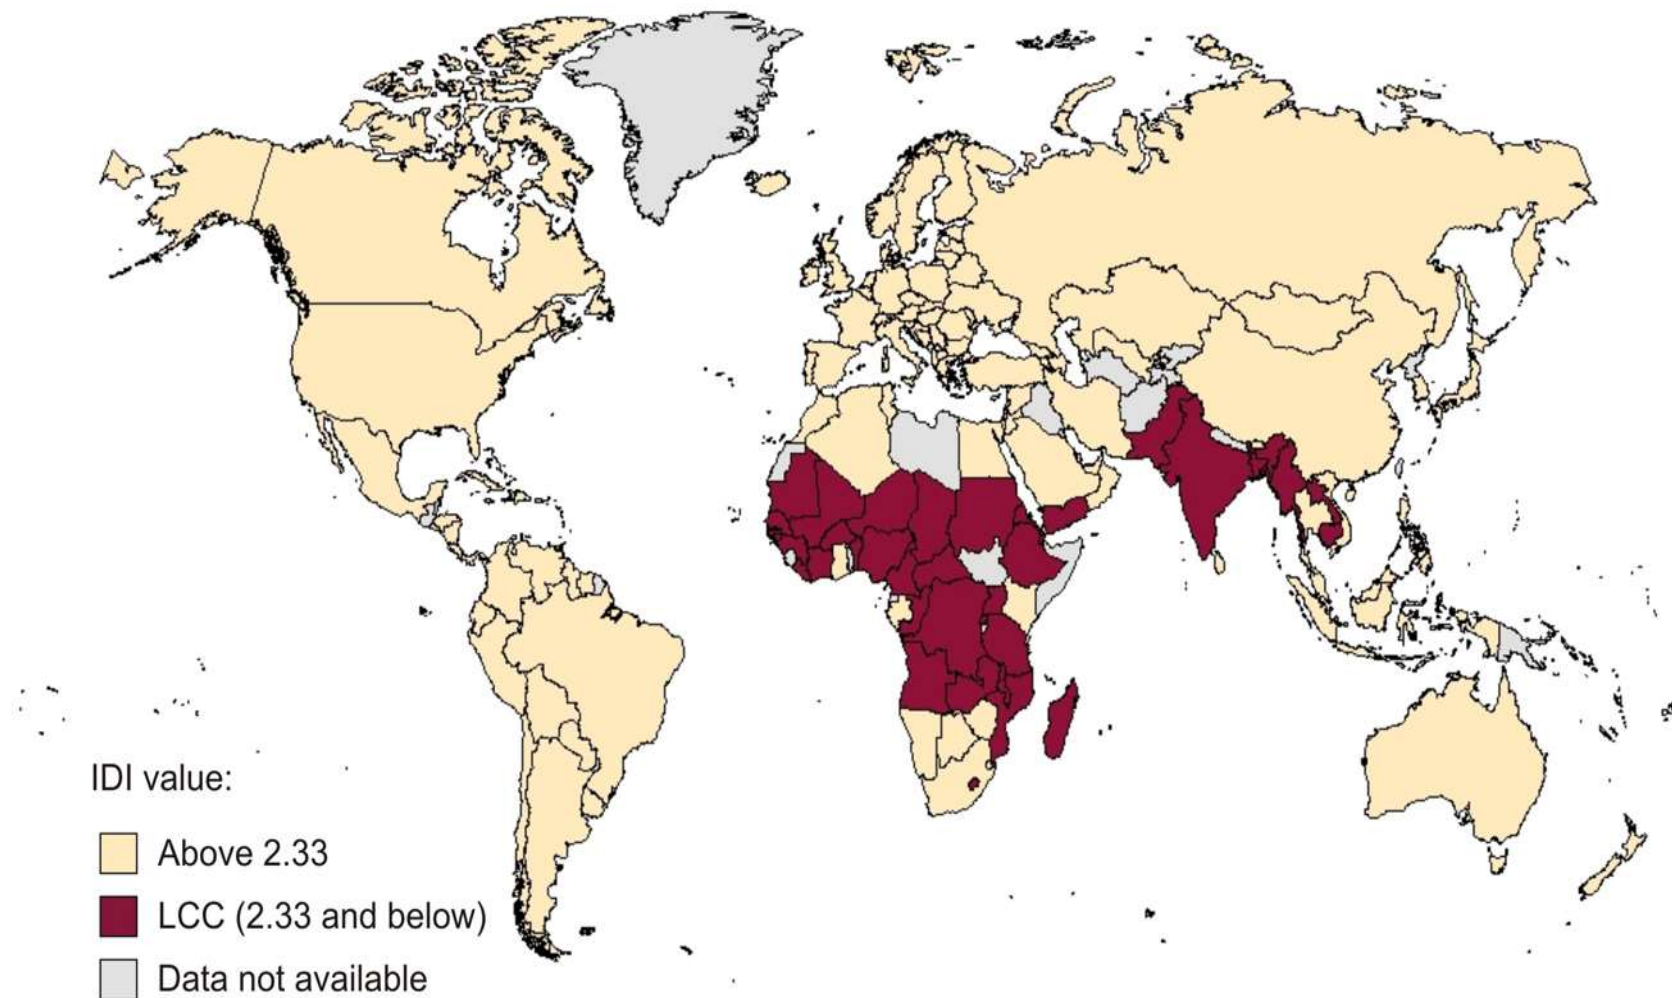 IDI value:
Above 2.33
LCC (2.33 and below)
Data not available